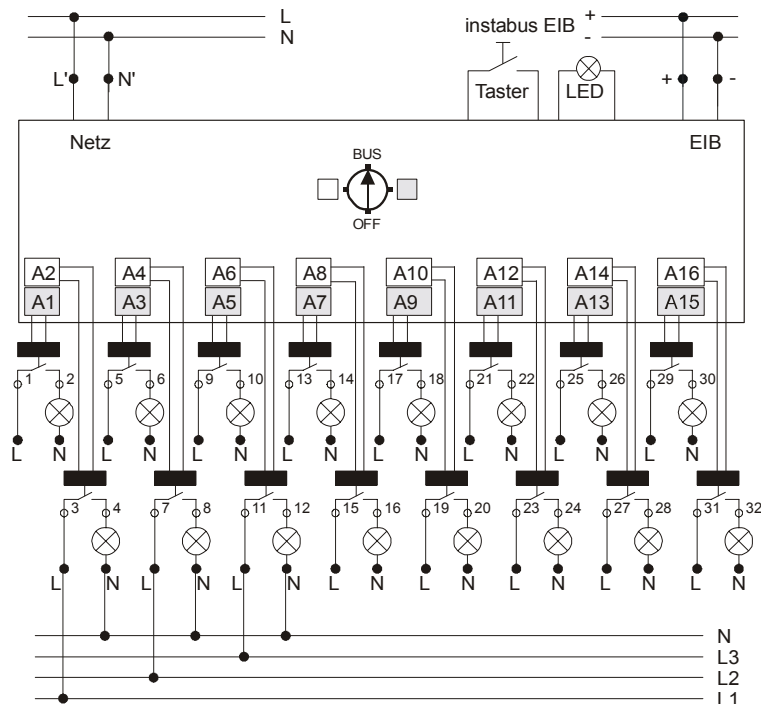 L
N
instabus EIB
+
-
L'
N'
Taster
LED
+
-
Netz
EIB
BUS
OFF
A2 A4 A6 A8 A10 A12 A14 A16
A1 A3 A5 A7 A9 A11 A13 A15
1 2 5 6 9 10 13 14 17 18 21 22 25 26 29 30
L N L N L N L N L N L N L N L N
3 4 7 8 11 12 15 16 19 20 23 24 27 28 31 32
L N L N L N L N L N L N L N L N
N
L3
L2
L1